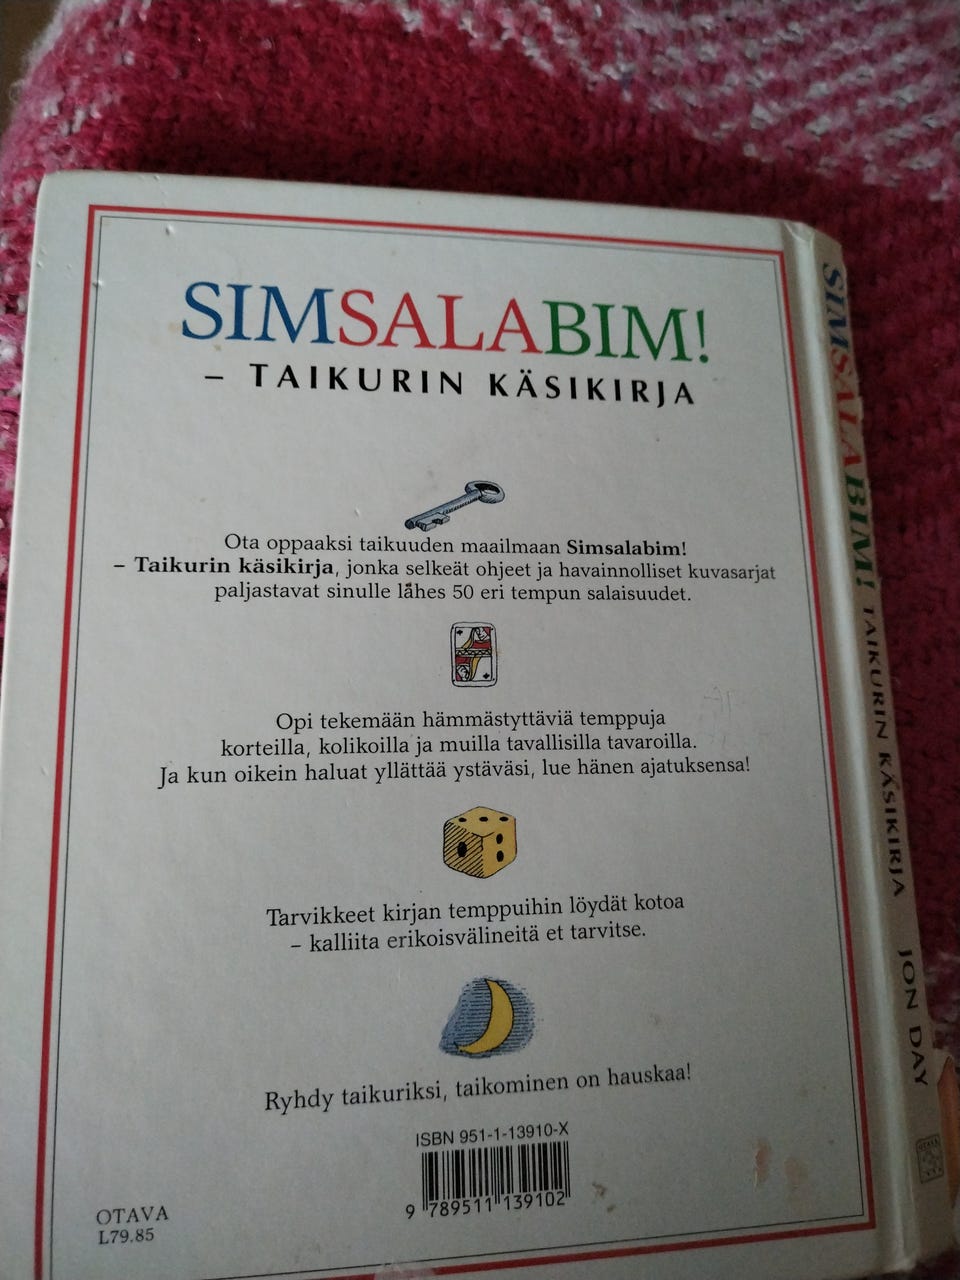 SIMSALABIM!
– TAIKURIN KÄSIKIRJA
Ota oppaaksi taikuuden maailmaan Simsalabim!
– Taikurin käsikirja, jonka selkeät ohjeet ja havainnolliset kuvasarjat
paljastavat sinulle lähes 50 eri tempun salaisuudet.
Opi tekemään hämmästyttäviä temppuja
korteilla, kolikoilla ja muilla tavallisilla tavaroilla.
Ja kun oikein haluat yllättää ystäväsi, lue hänen ajatuksensa!
Tarvikkeet kirjan temppuihin löydät kotoa
– kalliita erikoisvälineitä et tarvitse.
Ryhdy taikuriksi, taikominen on hauskaa!
ISBN 951-1-13910-X
9 789511 139102
OTAVA
L79.85
SIMSALABIM! TAIKURIN KÄSIKIRJA JON DAY
OTAVA